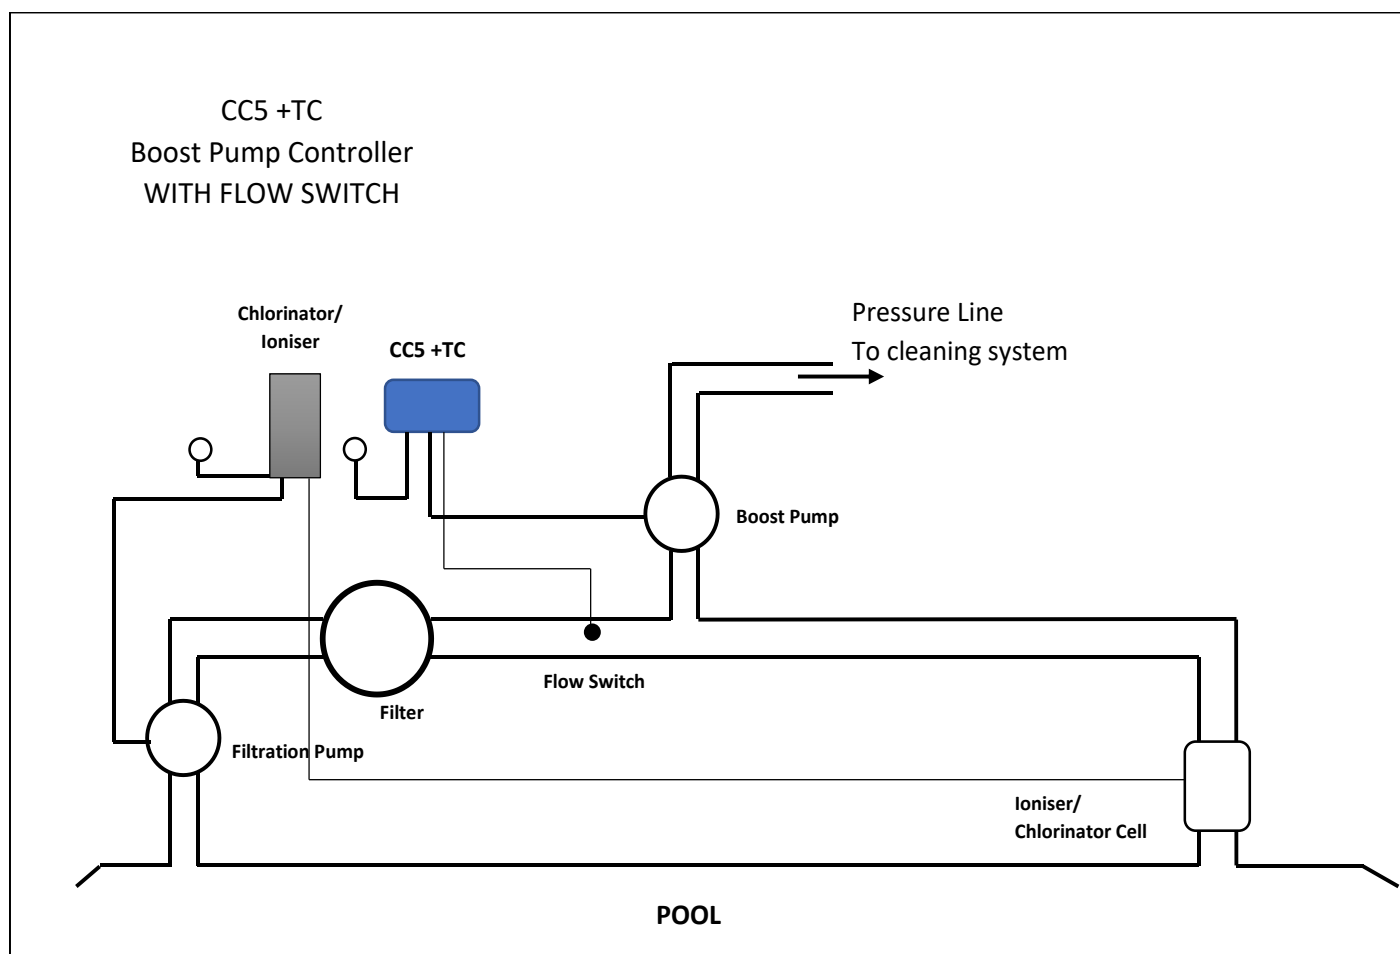 CC5 +TC
Boost Pump Controller
WITH FLOW SWITCH
Chlorinator/
Ioniser
CC5 +TC
Pressure Line
To cleaning system
Boost Pump
Flow Switch
Filter
Filtration Pump
Ioniser/
Chlorinator Cell
POOL